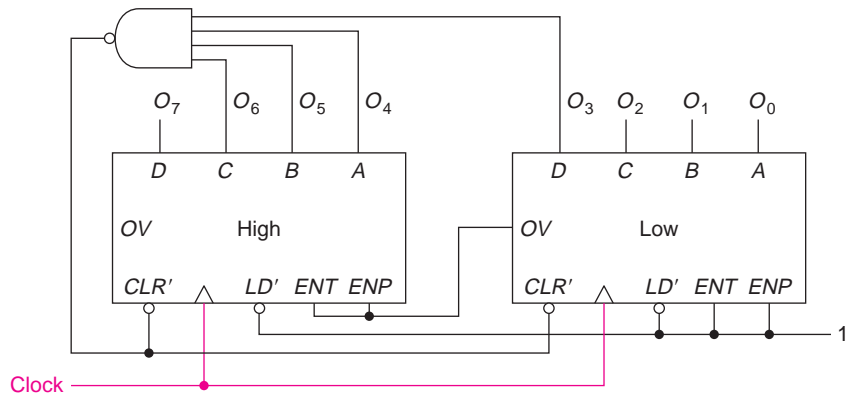 O7 O6 O5 O4 O3 O2 O1 O0
D C B A D C B A
OV High OV Low
CLR' LD' ENT ENP CLR' LD' ENT ENP
1
Clock